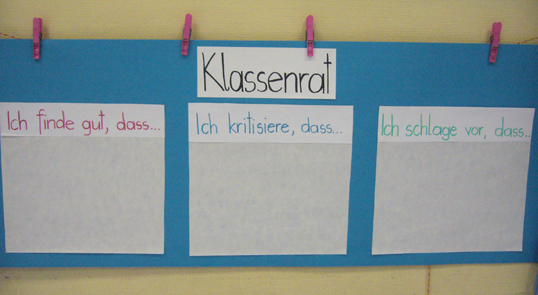 Klassenrat
Ich finde gut, dass...
Ich kritisiere, dass...
Ich schlage vor, dass...